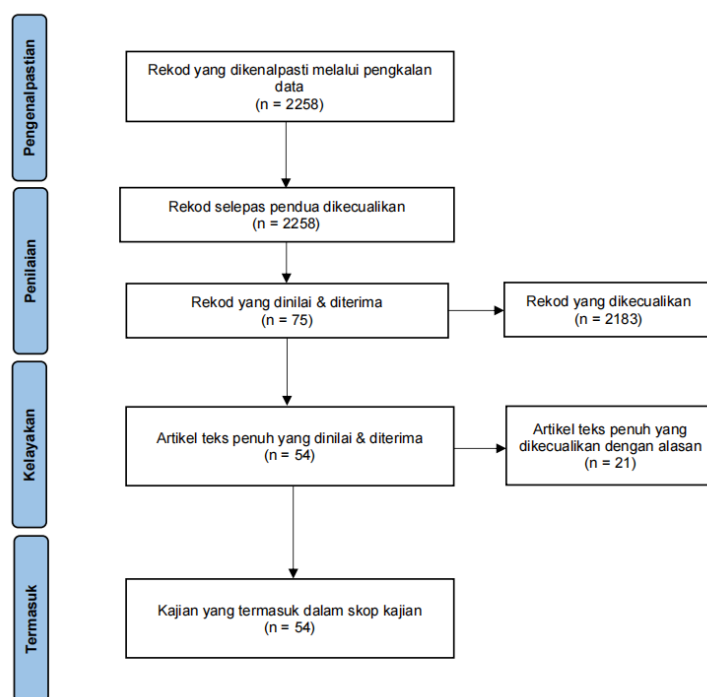 Pengenalpastian
Rekod yang dikenalpasti melalui pengkalan
data
(n = 2258)
Penilaian
Rekod selepas pendua dikecualikan
(n = 2258)
Rekod yang dinilai & diterima
(n = 75)
Rekod yang dikecualikan
(n = 2183)
Kelayakan
Artikel teks penuh yang dinilai & diterima
(n = 54)
Artikel teks penuh yang
dikecualikan dengan alasan
(n = 21)
Termasuk
Kajian yang termasuk dalam skop kajian
(n = 54)